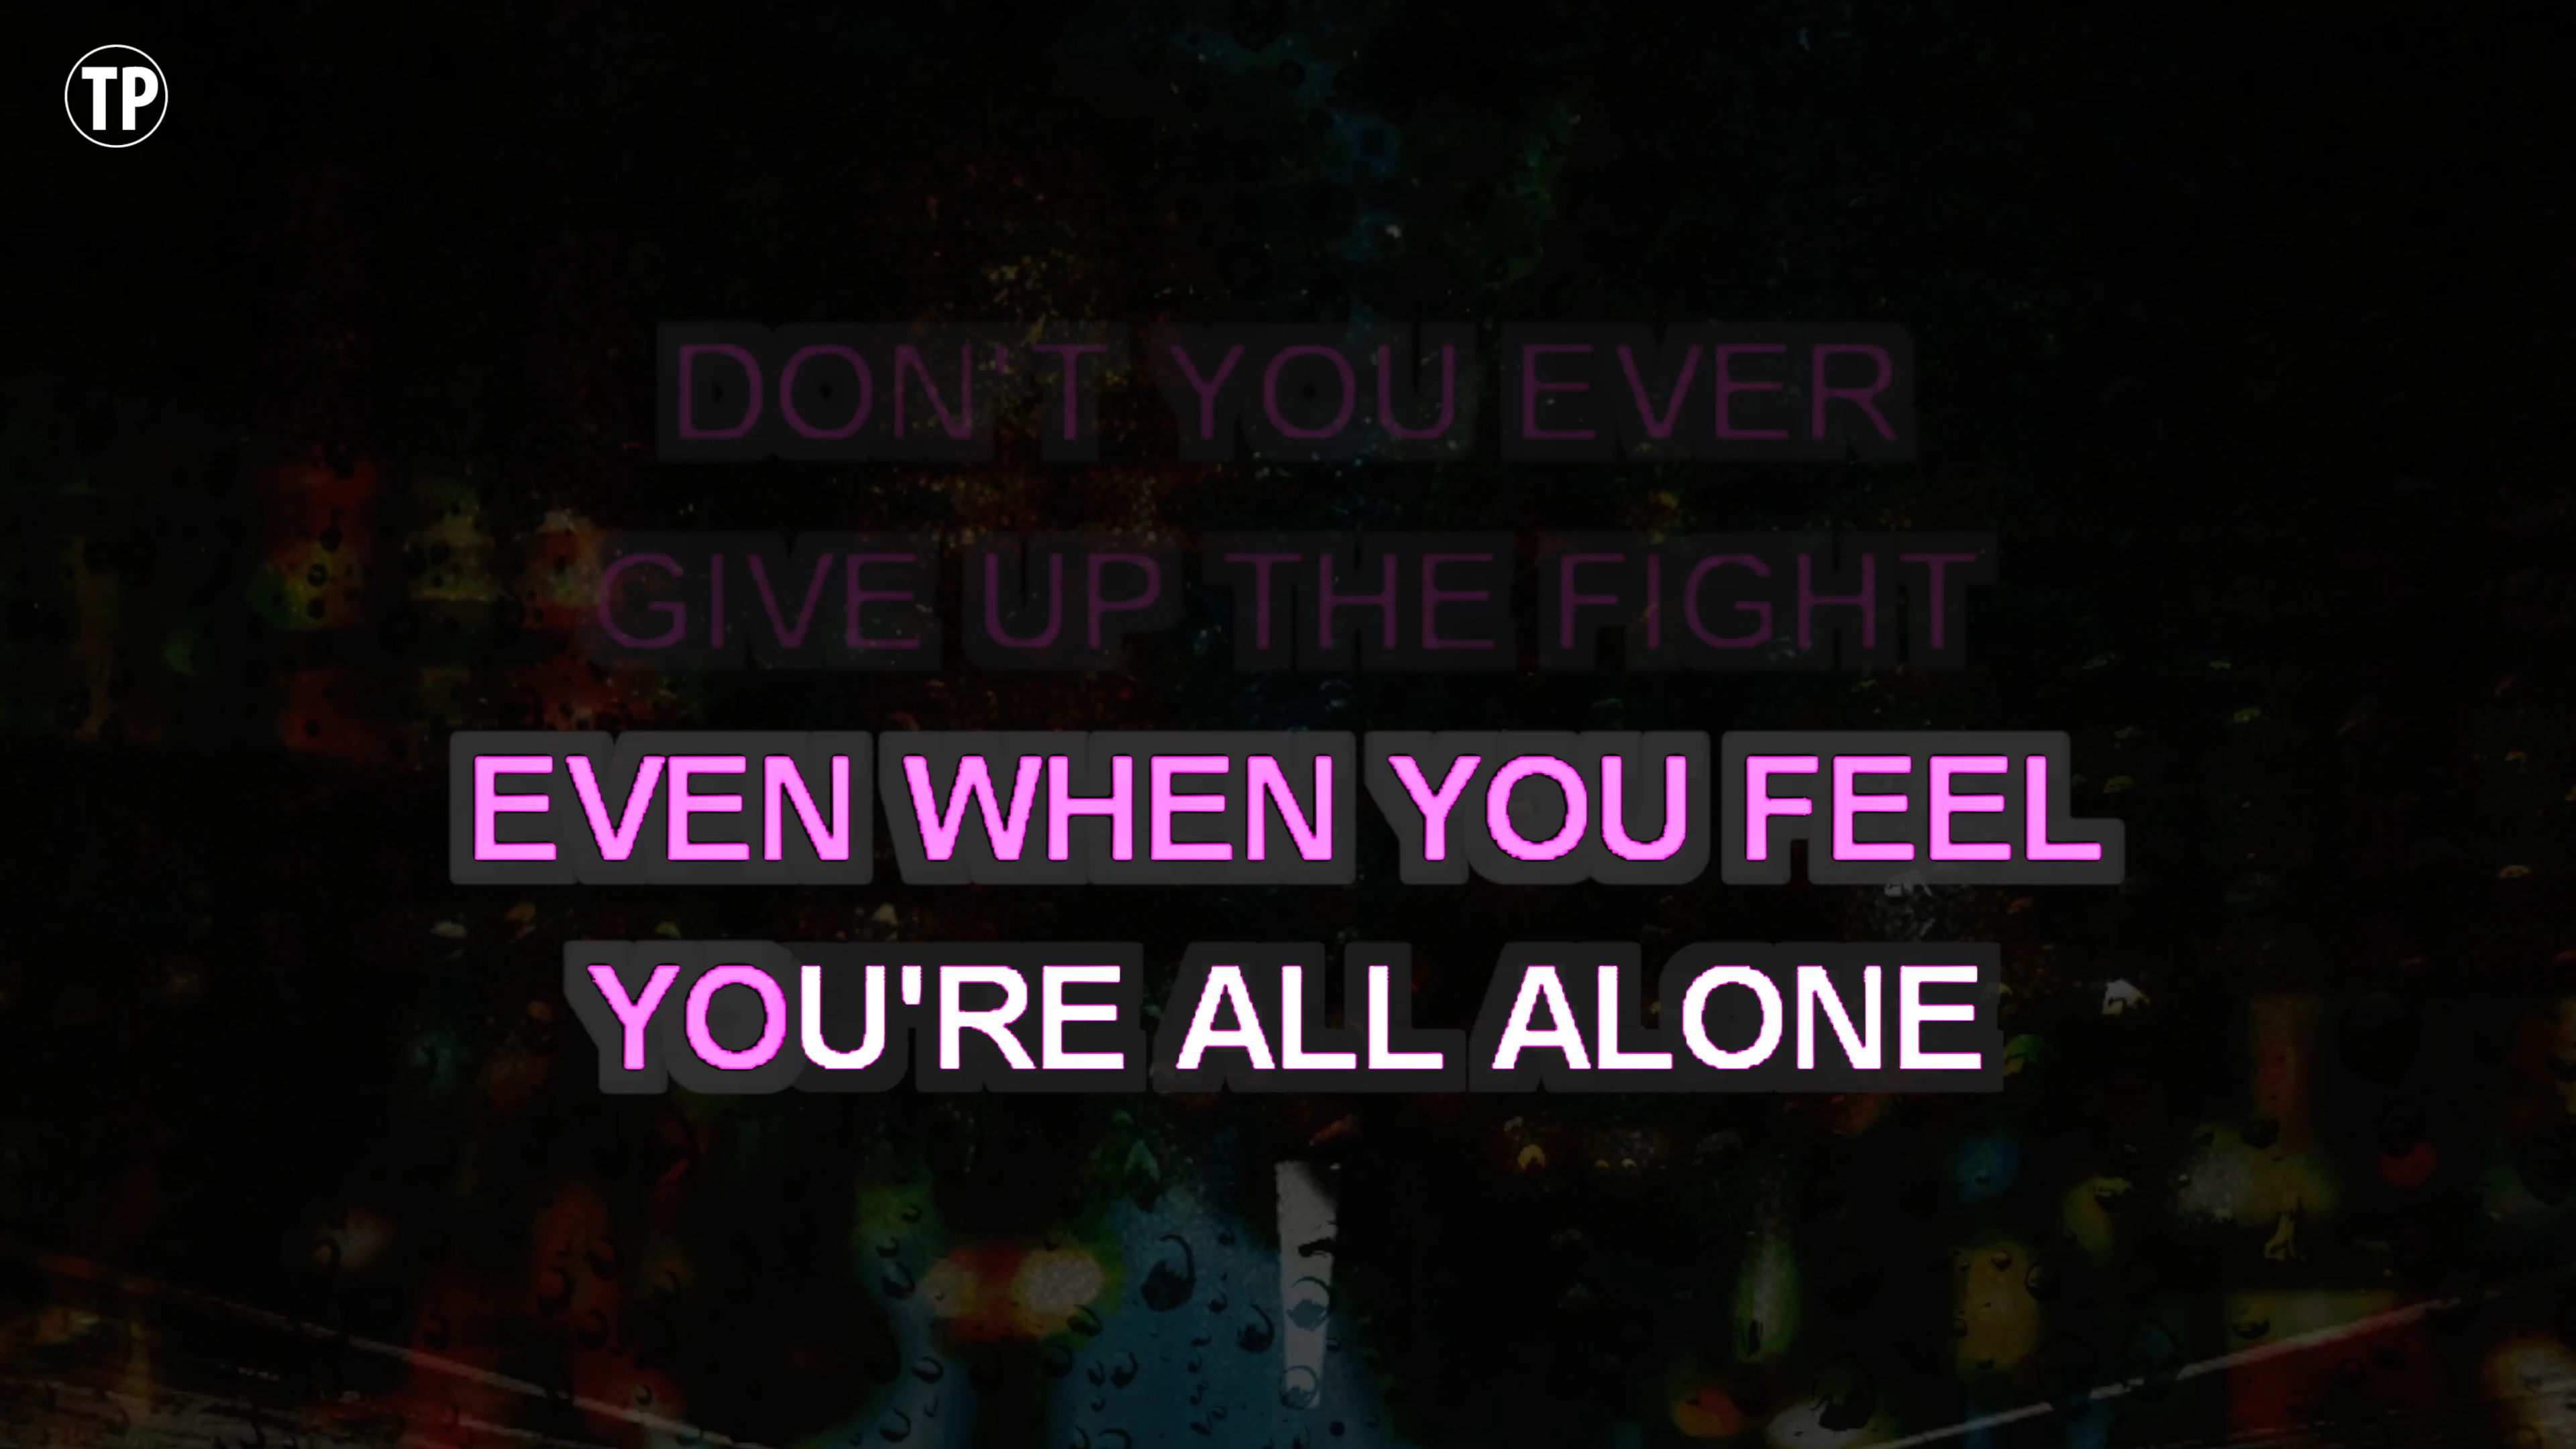 TP
DON'T YOU EVER
GIVE UP THE FIGHT
EVEN WHEN YOU FEEL
YOU'RE ALL ALONE